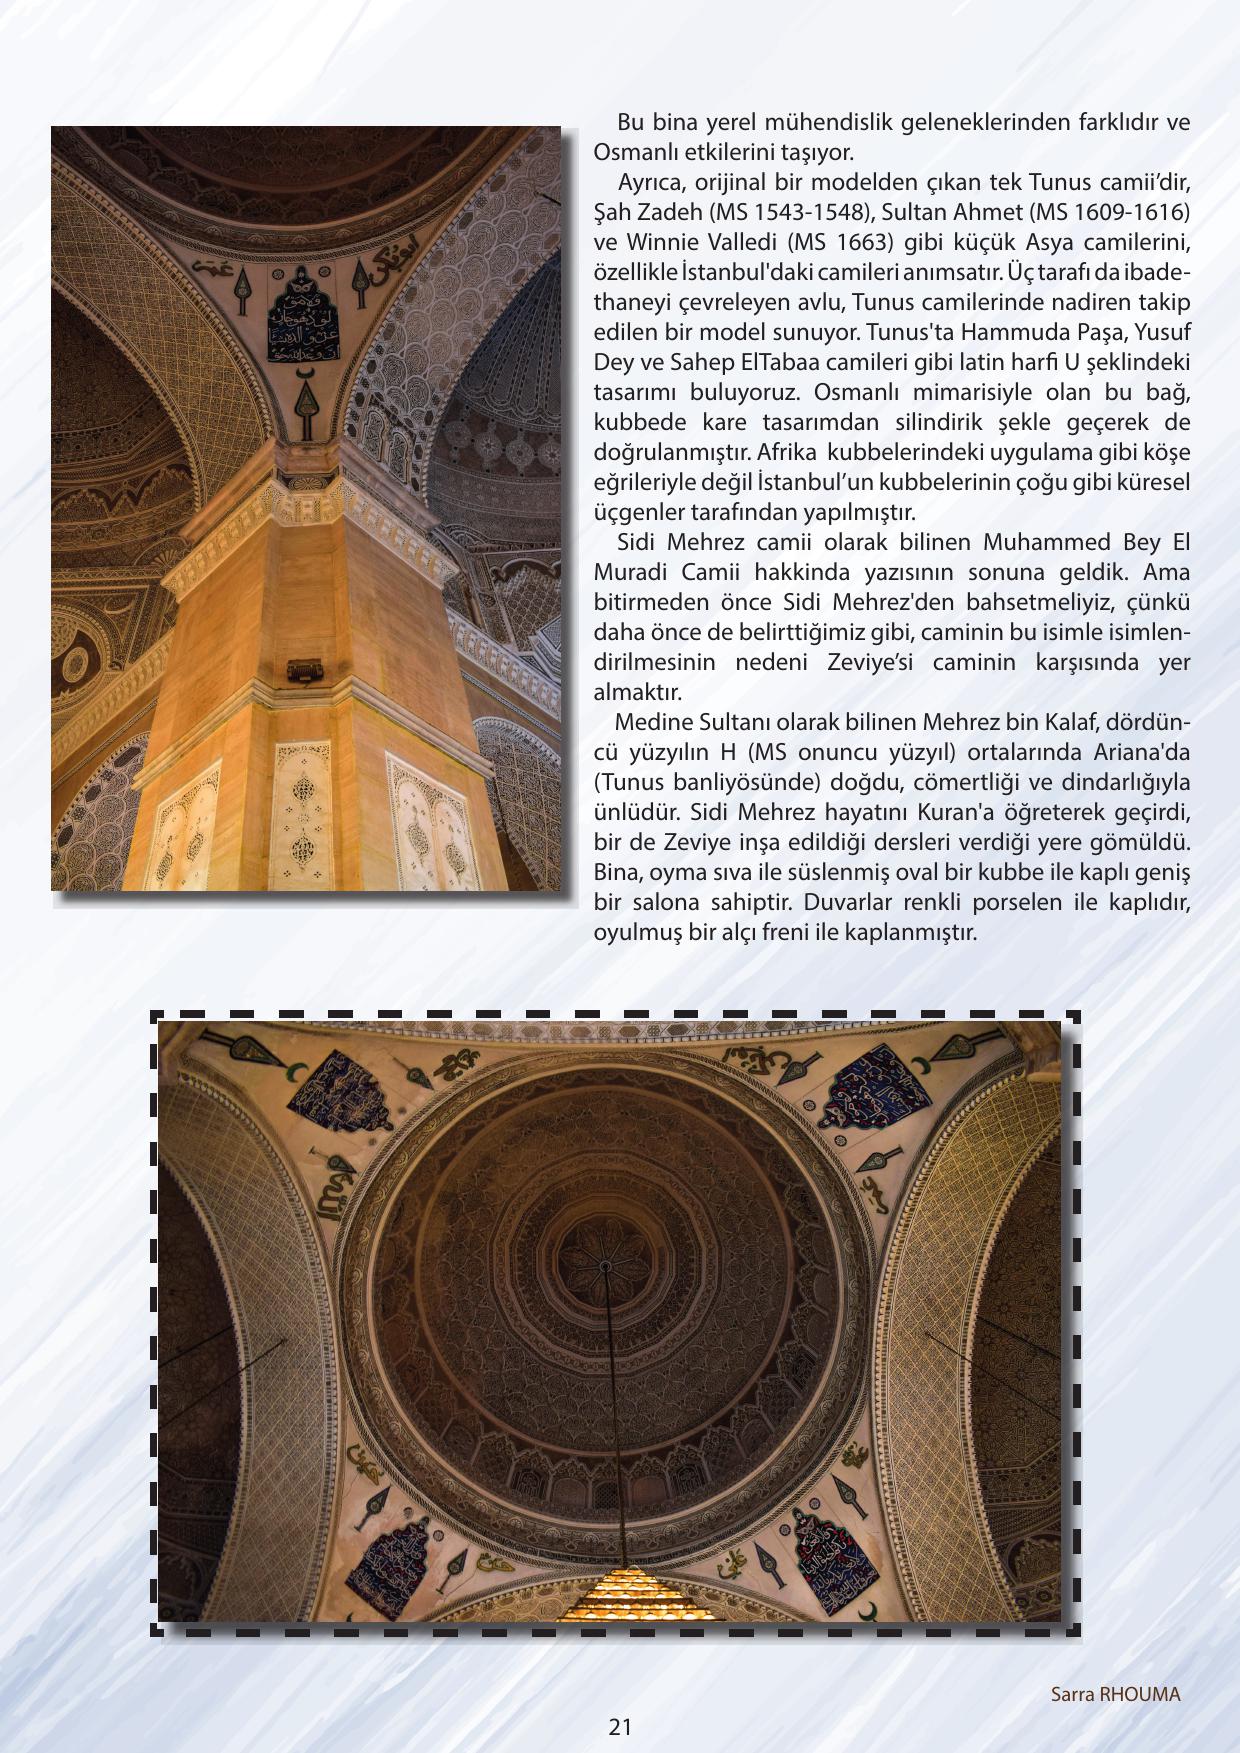 Bu bina yerel mühendislik geleneklerinden farklıdır ve
Osmanlı etkilerini taşıyor.
Ayrıca, orijinal bir modelden çıkan tek Tunus camii’dir,
Şah Zadeh (MS 1543-1548), Sultan Ahmet (MS 1609-1616)
ve Winnie Valledi (MS 1663) gibi küçük Asya camilerini,
özellikle İstanbul'daki camileri anımsatır. Üç tarafı da ibade-
thaneyi çevreleyen avlu, Tunus camilerinde nadiren takip
edilen bir model sunuyor. Tunus'ta Hammuda Paşa, Yusuf
Dey ve Sahep ElTabaa camileri gibi latin harfi U şeklindeki
tasarımı buluyoruz. Osmanlı mimarisiyle olan bu bağ,
kubbede kare tasarımdan silindirik şekle geçerek de
doğrulanmıştır. Afrika kubbelerindeki uygulama gibi köşe
eğrileriyle değil İstanbul’un kubbelerinin çoğu gibi küresel
üçgenler tarafından yapılmıştır.
Sidi Mehrez camii olarak bilinen Muhammed Bey El
Muradi Camii hakkinda yazısının sonuna geldik. Ama
bitirmeden önce Sidi Mehrez'den bahsetmeliyiz, çünkü
daha önce de belirttiğimiz gibi, caminin bu isimle isimlen-
dirilmesinin nedeni Zeviye’si caminin karşısında yer
almaktır.
Medine Sultanı olarak bilinen Mehrez bin Kalaf, dördün-
cü yüzyılın H (MS onuncu yüzyıl) ortalarında Ariana'da
(Tunus banliyösünde) doğdu, cömertliği ve dindarlığıyla
ünlüdür. Sidi Mehrez hayatını Kuran'a öğreterek geçirdi,
bir de Zeviye inşa edildiği dersleri verdiği yere gömüldü.
Bina, oyma sıva ile süslenmiş oval bir kubbe ile kaplı geniş
bir salona sahiptir. Duvarlar renkli porselen ile kaplıdır,
oyulmuş bir alçı freni ile kaplanmıştır.
Sarra RHOUMA
21